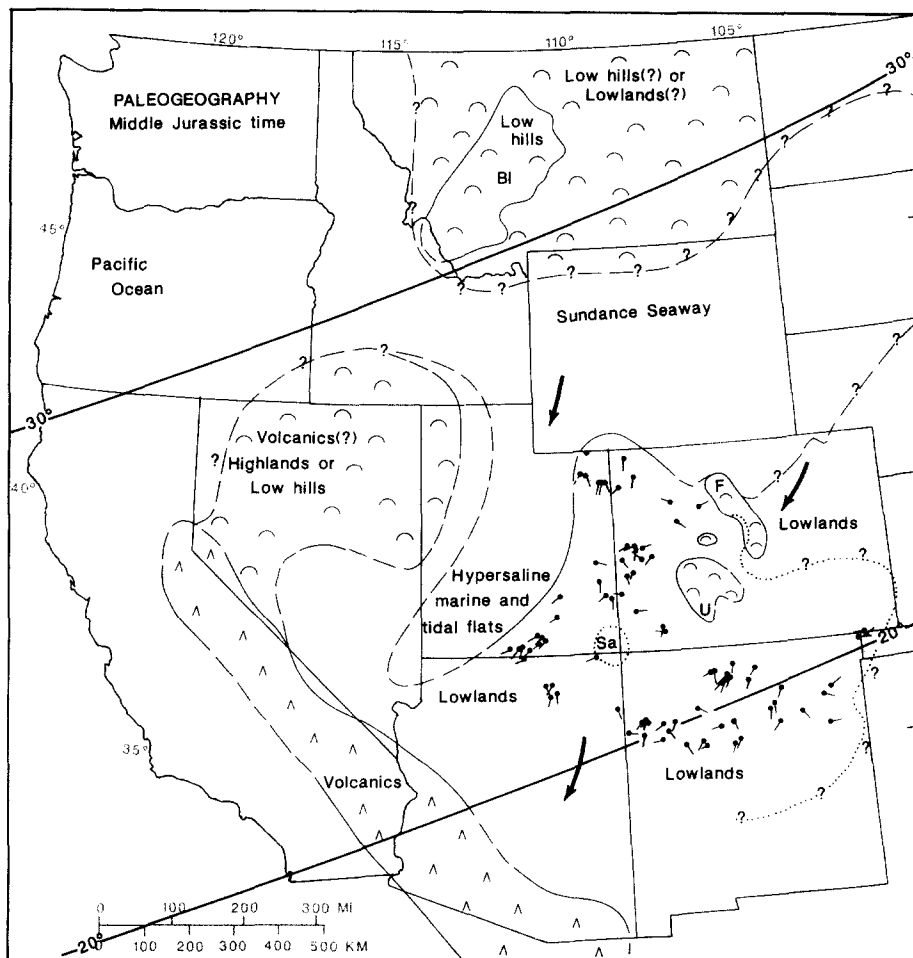 120°
115°
110°
105°
PALEOGEOGRAPHY
Middle Jurassic time
Low hills(?) or
Lowlands(?)
30°
Low
hills
BI
45°
Pacific
Ocean
Sundance Seaway
30°
Volcanics(?)
Highlands or
Low hills
40°
F
Lowlands
Hypersaline
marine and
tidal flats
U
Sa
20°
Lowlands
35°
Lowlands
Volcanics
0 100 200 300 Mi
0 100 200 300 400 500 KM
20°
? ? ? ? ? ? ? ? ? ? ? ? ? ? ? ? ? ? ? ? ? ? ? ? ?